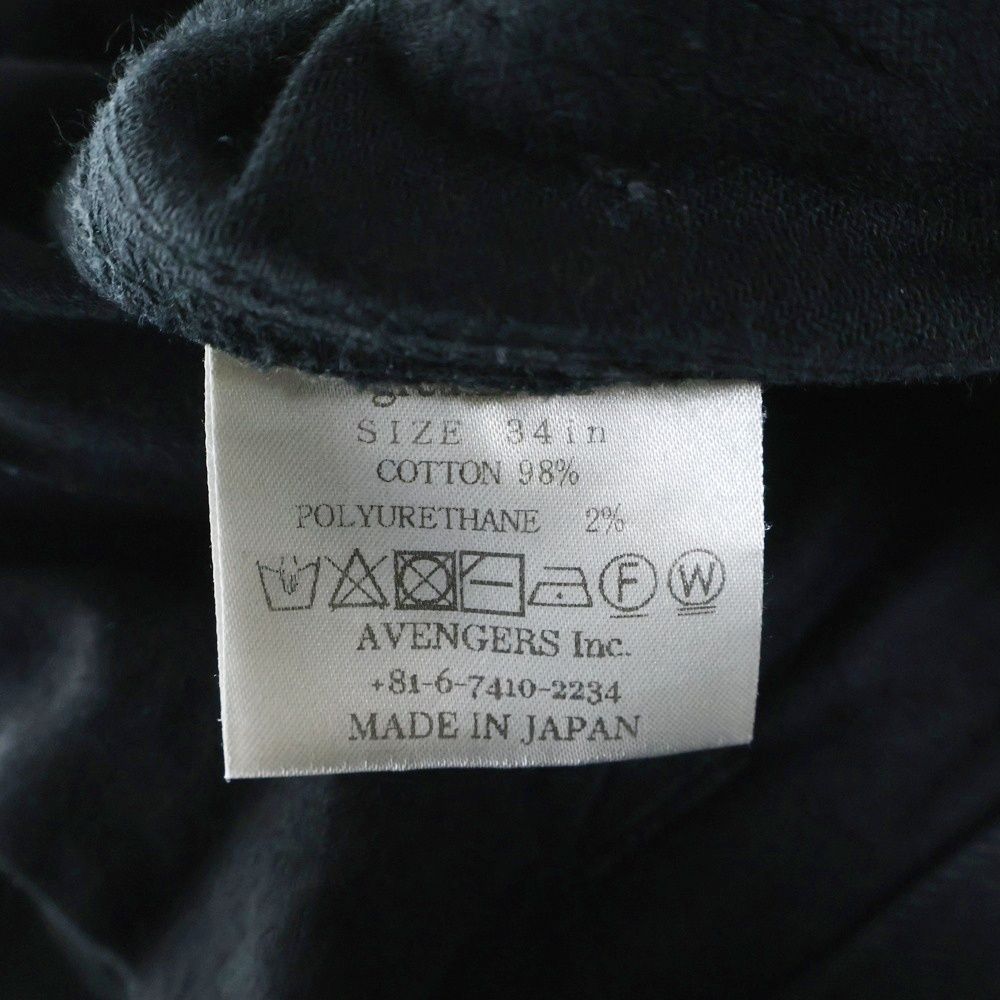 SIZE 34in
COTTON 98%
POLYURETHANE 2%
F W
AVENGERS Inc.
+81-6-7410-2234
MADE IN JAPAN